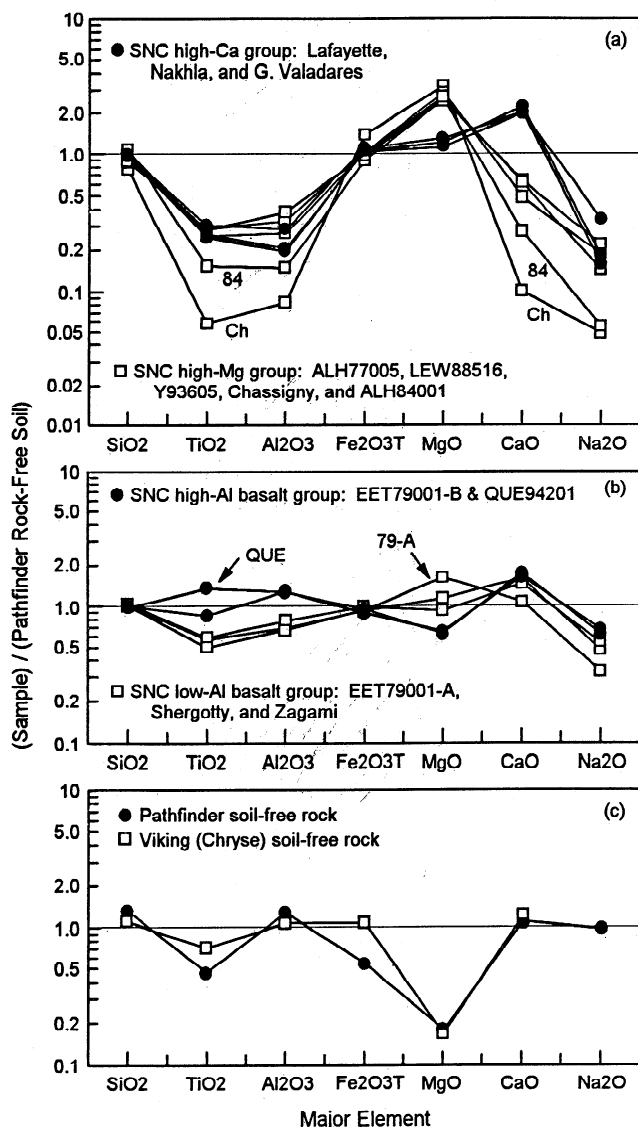 (Sample) / (Pathfinder Rock-Free Soil)
10
5.0
2.0
1.0
0.5
0.2
0.1
0.05
0.02
0.01
(a)
SNC high-Ca group: Lafayette,
Nakhla, and G. Valadares
84
Ch
84
Ch
SNC high-Mg group: ALH77005, LEW88516,
Y93605, Chassigny, and ALH84001
SiO2 TiO2 Al2O3 Fe2O3T MgO CaO Na2O
10
5.0
2.0
1.0
0.5
0.2
0.1
(b)
SNC high-Al basalt group: EET79001-B & QUE94201
QUE
79-A
SNC low-Al basalt group: EET79001-A,
Shergotty, and Zagami
SiO2 TiO2 Al2O3 Fe2O3T MgO CaO Na2O
10
5.0
2.0
1.0
0.5
0.2
0.1
(c)
Pathfinder soil-free rock
Viking (Chryse) soil-free rock
SiO2 TiO2 Al2O3 Fe2O3T MgO CaO Na2O
Major Element